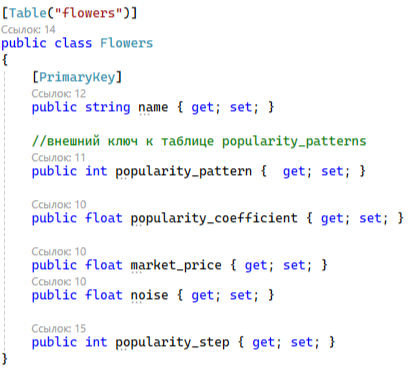 [Table("flowers")]
Ссылок: 14
public class Flowers
{
[PrimaryKey]
Ссылок: 12
public string name { get; set; }
//внешний ключ к таблице popularity_patterns
Ссылок: 11
public int popularity_pattern {  get; set; }
Ссылок: 10
public float popularity_coefficient { get; set; }
Ссылок: 10
public float market_price { get; set; }
Ссылок: 10
public float noise { get; set; }
Ссылок: 15
public int popularity_step { get; set; }
}